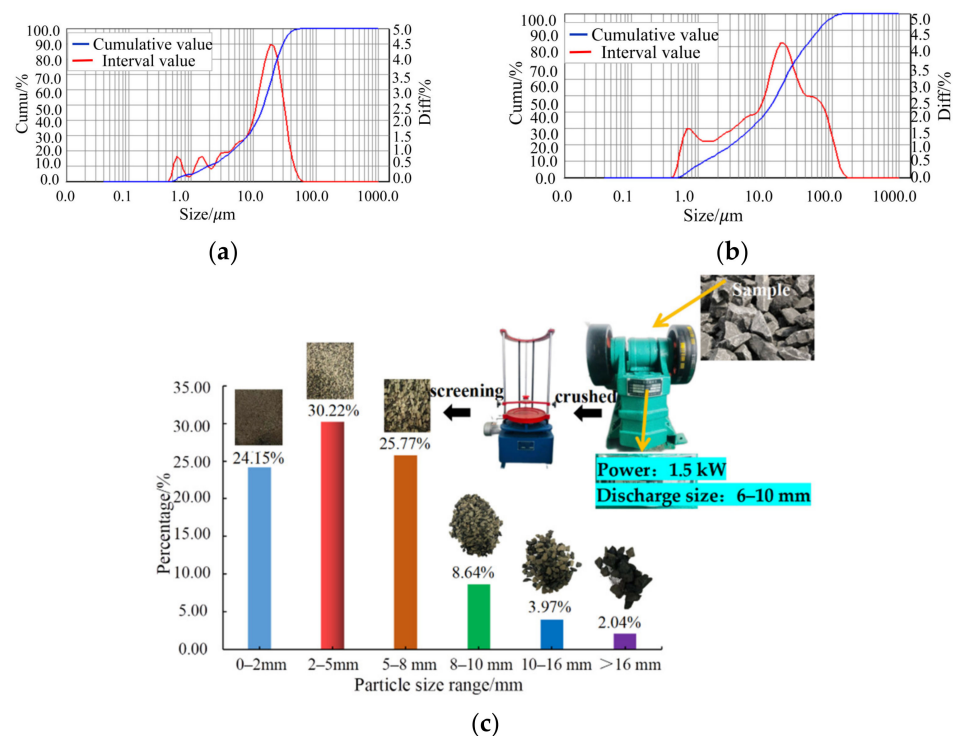 100.0
90.0
80.0
70.0
60.0
50.0
40.0
30.0
20.0
10.0
0.0
Cumu/%
Cumulative value
Interval value
5.0
4.5
4.0
3.5
3.0
2.5
2.0
1.5
1.0
0.5
0.0
Diff/%
0.0 0.1 1.0 10.0 100.0 1000.0
Size/μm
(a)
100.0
90.0
80.0
70.0
60.0
50.0
40.0
30.0
20.0
10.0
0.0
Cumu/%
Cumulative value
Interval value
5.0
4.5
4.0
3.5
3.0
2.5
2.0
1.5
1.0
0.5
0.0
Diff/%
0.0 0.1 1.0 10.0 100.0 1000.0
Size/μm
(b)
Sample
screening
crushed
Power：1.5 kW
Discharge size：6–10 mm
35.00
30.00
25.00
20.00
15.00
10.00
5.00
0.00
Percentage/%
24.15%
30.22%
25.77%
8.64%
3.97%
2.04%
0–2mm 2–5mm 5–8 mm 8–10 mm 10–16 mm ＞16 mm
Particle size range/mm
(c)